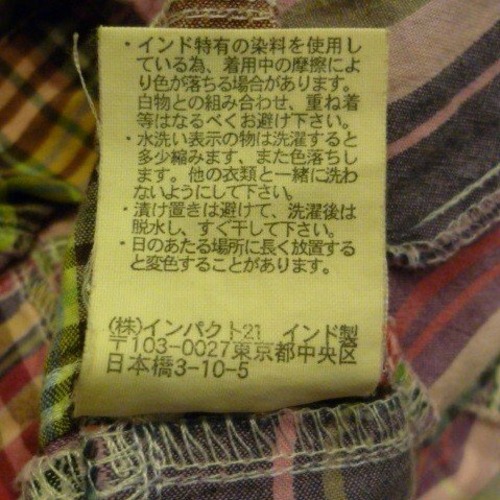 ・インド特有の染料を使用し
ている為、着用中の摩擦によ
り色が落ちる場合があります。
白物との組み合わせ、重ね着
等はなるべくお避け下さい。
・水洗い表示の物は洗濯すると
多少縮みます、また色落ちし
ます。他の衣類と一緒に洗わ
ないようにして下さい。
・漬け置きは避けて、洗濯後は
脱水し、すぐ干して下さい。
・日のあたる場所に長く放置する
と変色することがあります。
(株)インパクト21 インド製
〒103-0027東京都中央区
日本橋3-10-5